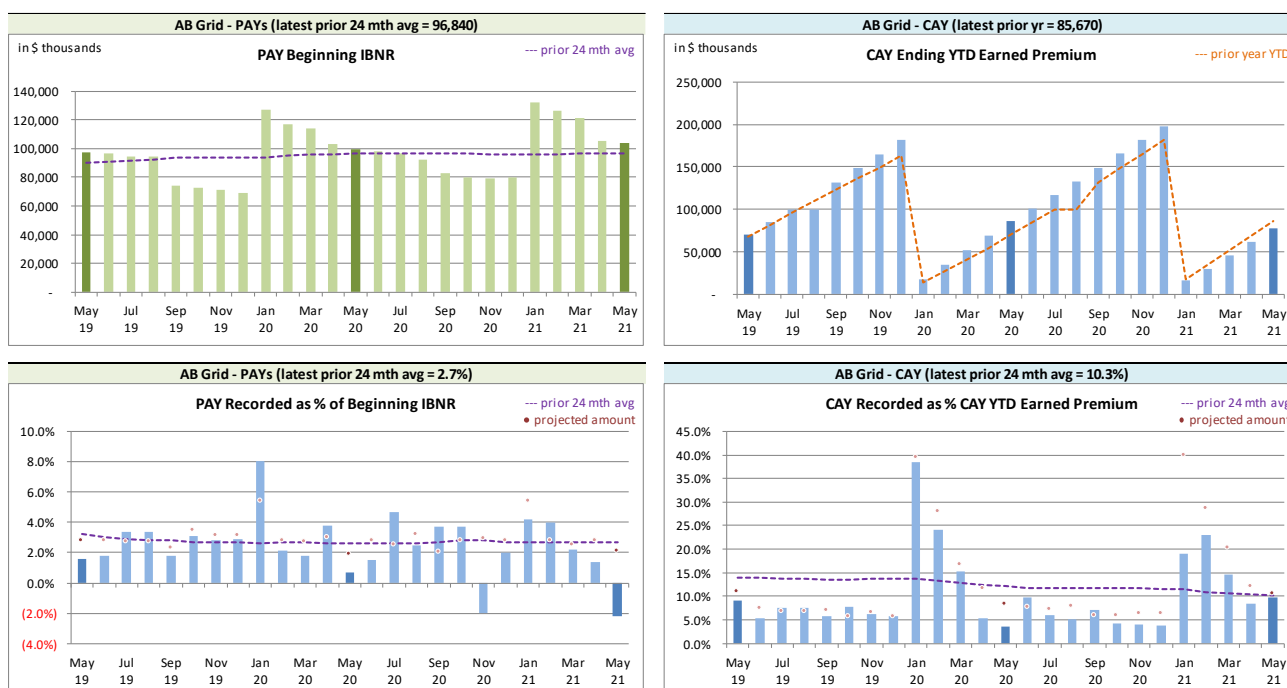 AB Grid - PAYs (latest prior 24 mth avg = 96,840)
in $ thousands
PAY Beginning IBNR
--- prior 24 mth avg
140,000
120,000
100,000
80,000
60,000
40,000
20,000
-
May Jul Sep Nov Jan Mar May Jul Sep Nov Jan Mar May
19 19 19 19 20 20 20 20 20 20 21 21 21
AB Grid - CAY (latest prior yr = 85,670)
in $ thousands
CAY Ending YTD Earned Premium
--- prior year YTD
250,000
200,000
150,000
100,000
50,000
-
May Jul Sep Nov Jan Mar May Jul Sep Nov Jan Mar May
19 19 19 19 20 20 20 20 20 20 21 21 21
AB Grid - PAYs (latest prior 24 mth avg = 2.7%)
PAY Recorded as % of Beginning IBNR
--- prior 24 mth avg
• projected amount
10.0%
8.0%
6.0%
4.0%
2.0%
0.0%
(2.0%)
(4.0%)
May Jul Sep Nov Jan Mar May Jul Sep Nov Jan Mar May
19 19 19 19 20 20 20 20 20 20 21 21 21
AB Grid - CAY (latest prior 24 mth avg = 10.3%)
CAY Recorded as % CAY YTD Earned Premium
--- prior 24 mth avg
• projected amount
45.0%
40.0%
35.0%
30.0%
25.0%
20.0%
15.0%
10.0%
5.0%
0.0%
May Jul Sep Nov Jan Mar May Jul Sep Nov Jan Mar May
19 19 19 19 20 20 20 20 20 20 21 21 21